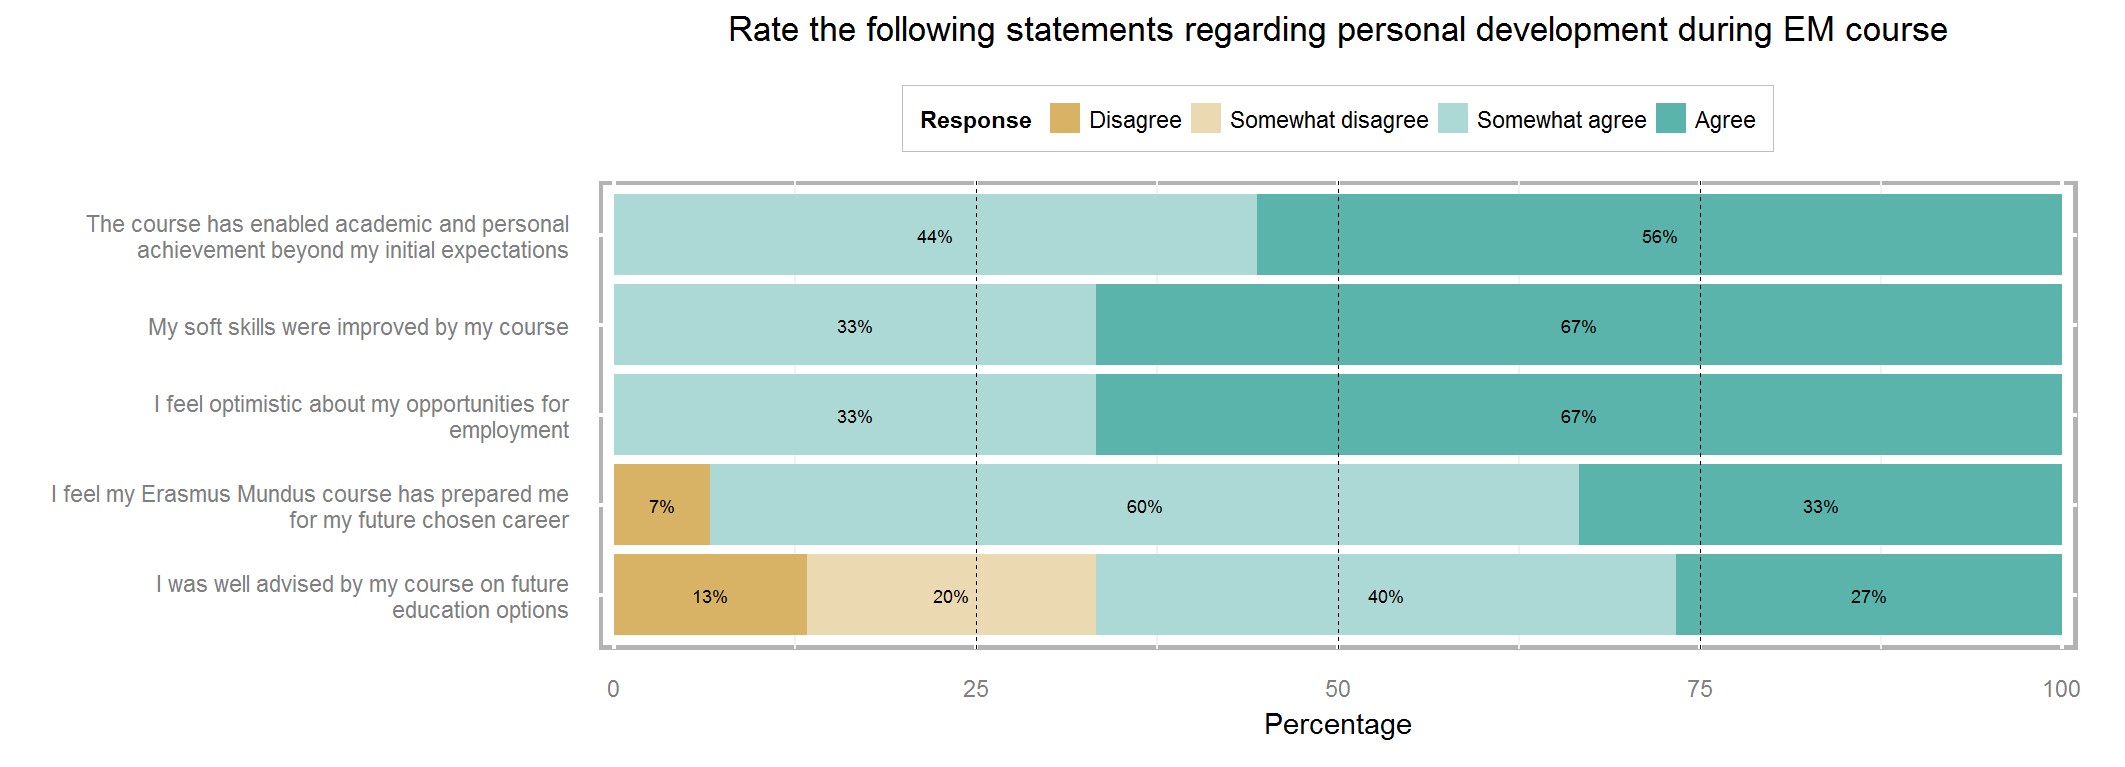 Rate the following statements regarding personal development during EM course
Response Disagree Somewhat disagree Somewhat agree Agree
The course has enabled academic and personal
achievement beyond my initial expectations
44% 56%
My soft skills were improved by my course
33% 67%
I feel optimistic about my opportunities for
employment
33% 67%
I feel my Erasmus Mundus course has prepared me
for my future chosen career
7% 60% 33%
I was well advised by my course on future
education options
13% 20% 40% 27%
0 25 50 75 100
Percentage